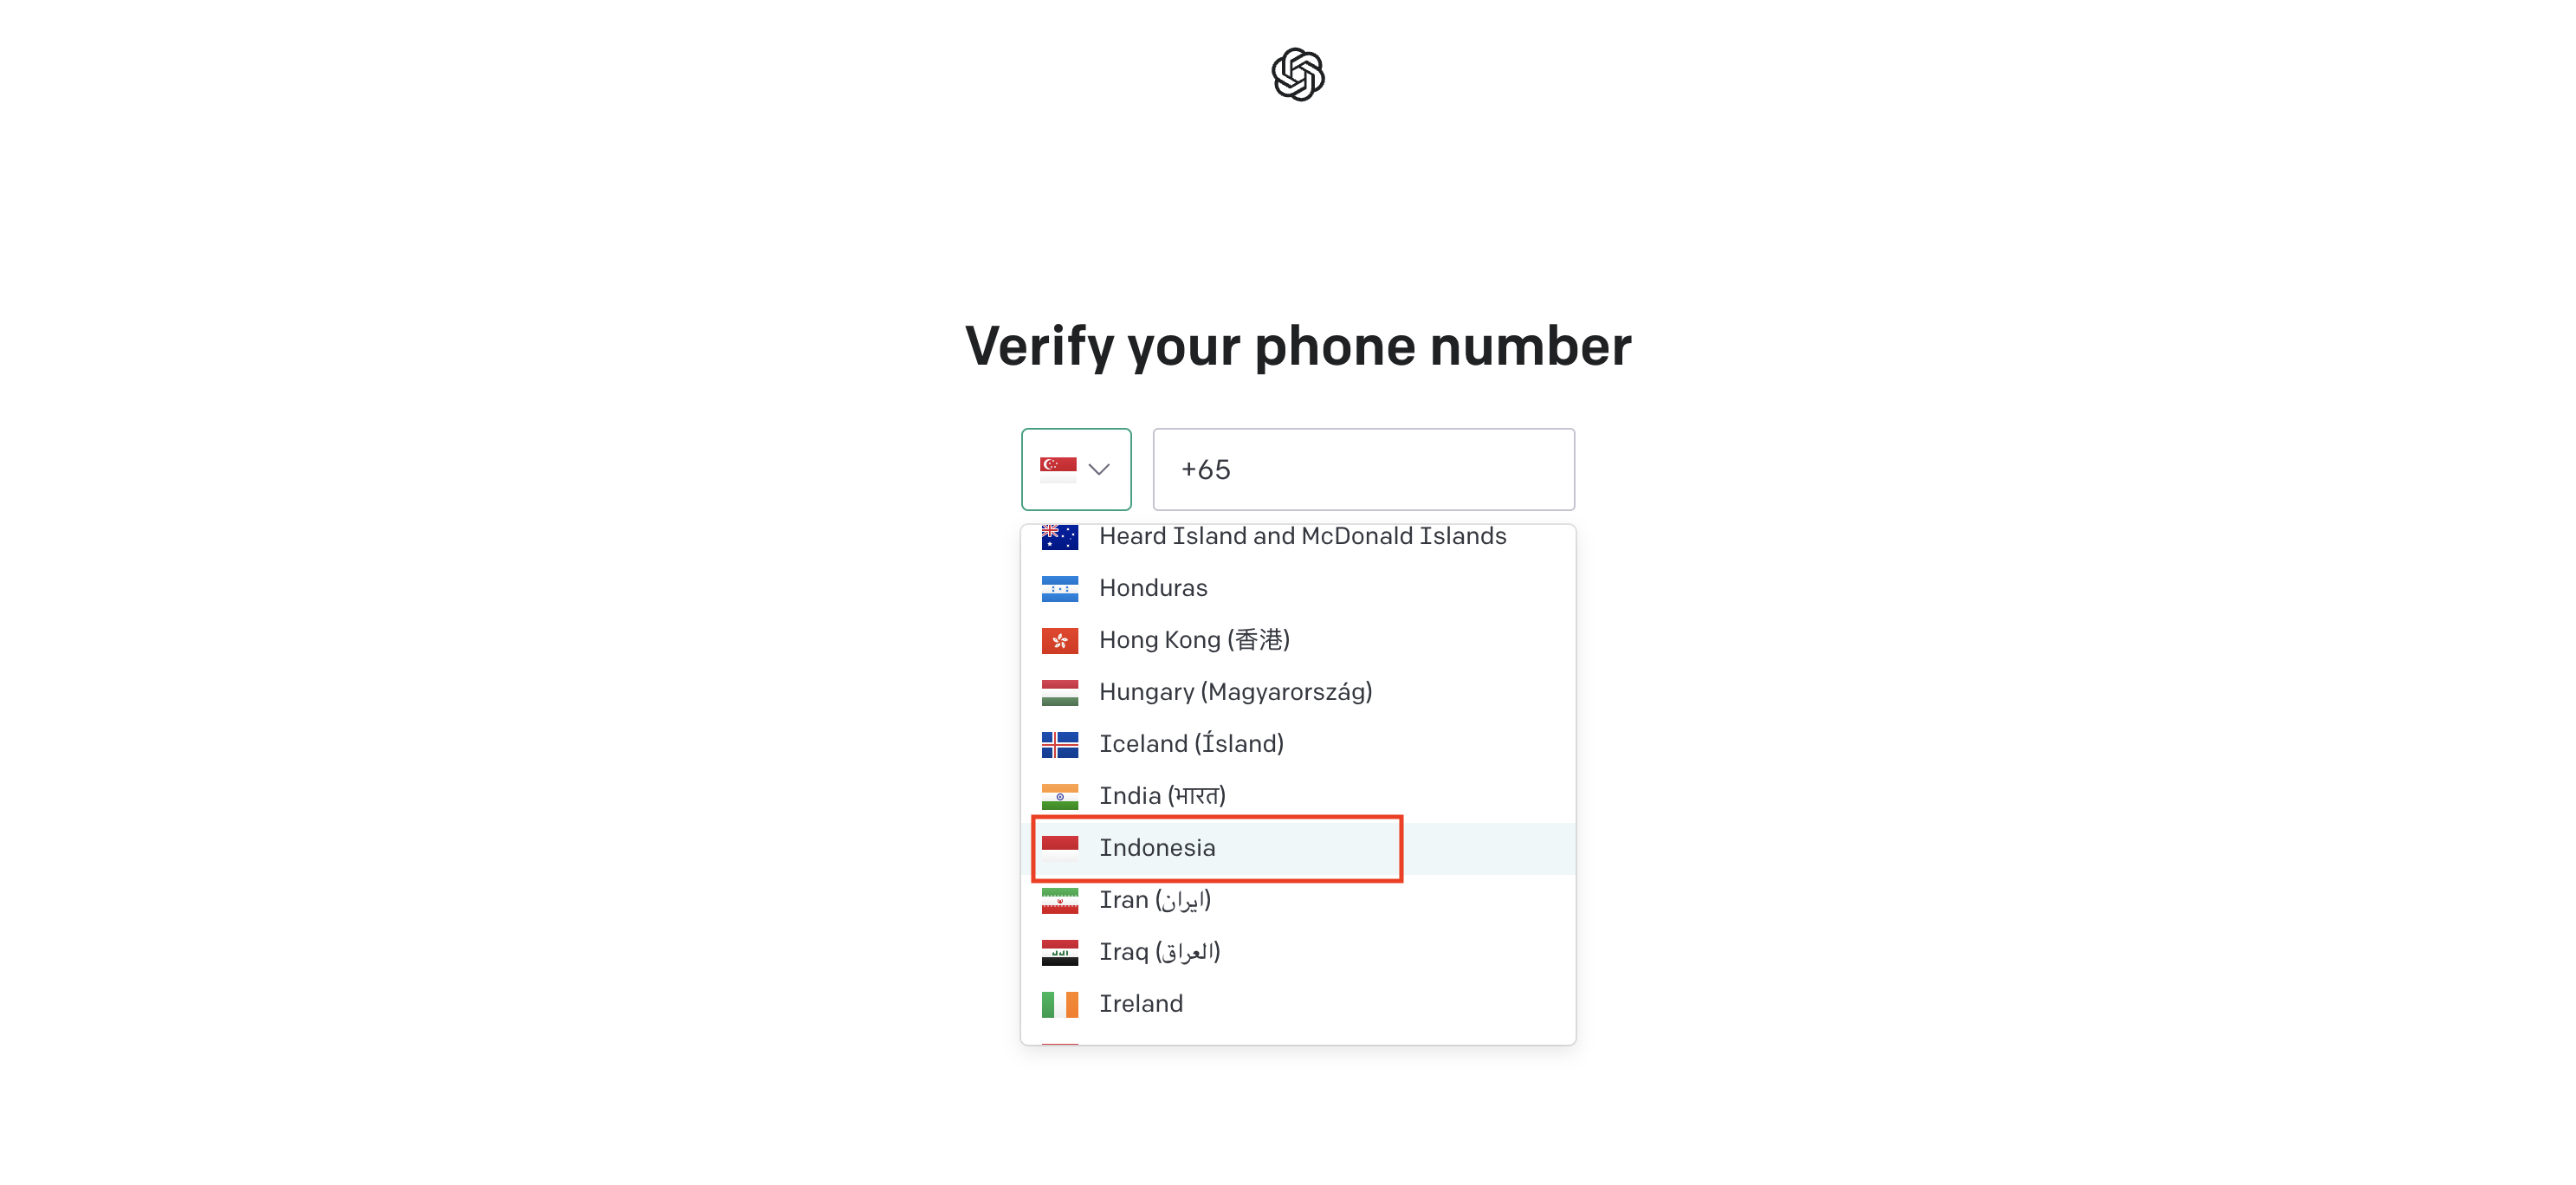 Verify your phone number
+65
Heard Island and McDonald Islands
Honduras
Hong Kong (香港)
Hungary (Magyarország)
Iceland (Ísland)
India (भारत)
Indonesia
Iran (ایران)
Iraq (العراق)
Ireland